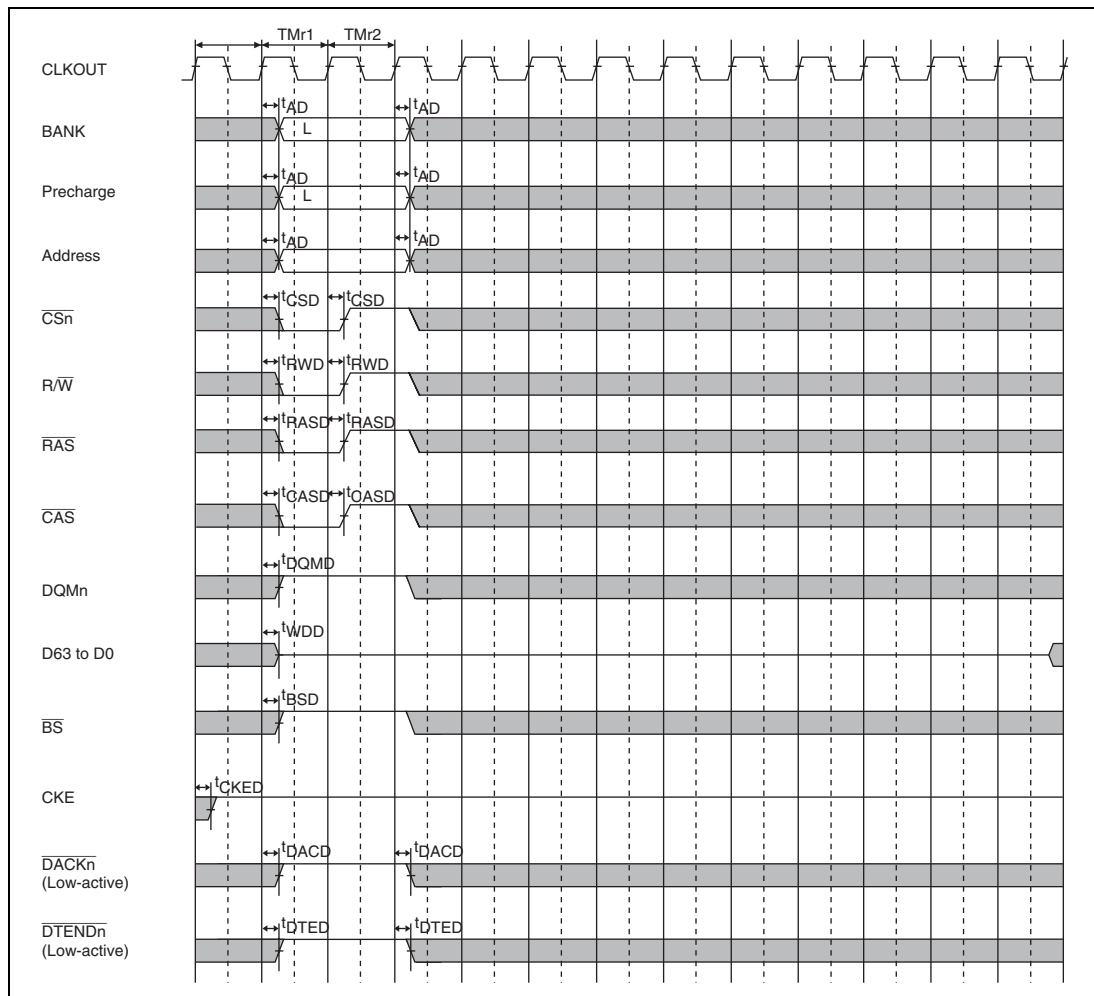 TMr1 TMr2
CLKOUT
tAD tAD
BANK L
tAD tAD
Precharge L
tAD tAD
Address
tCSD tCSD
CSn
tRWD tRWD
R/W
tRASD tRASD
RAS
tCASD tOASD
CAS
tDQMD
DQMn
tWDD
D63 to D0
tBSD
BS
tCKED
CKE
tDACD tDACD
DACKn
(Low-active)
tDTED tDTED
DTENDn
(Low-active)